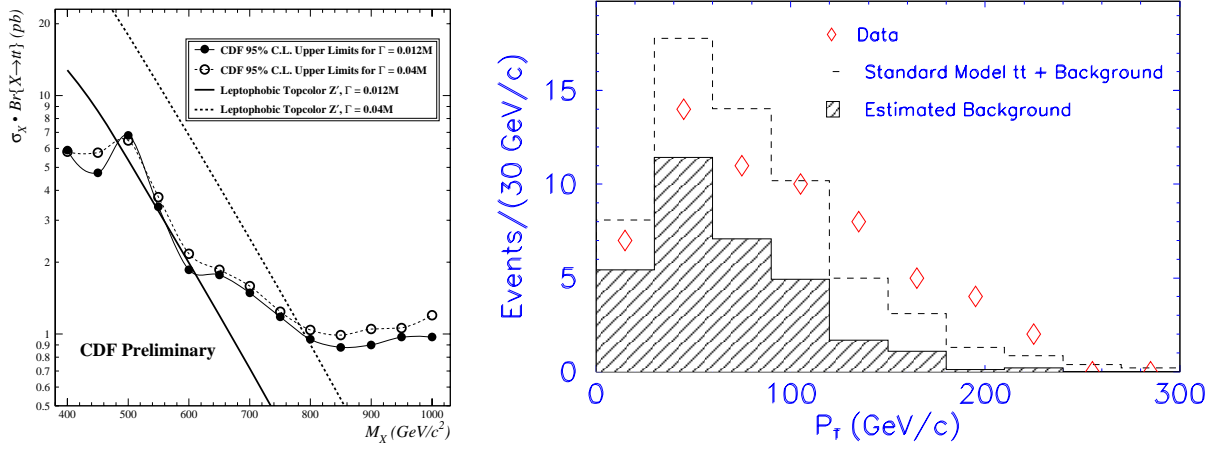 σX • Br{X→tt} (pb)
20
10
9
8
7
6
5
4
3
2
1
0.9
0.8
0.7
0.6
0.5
CDF 95% C.L. Upper Limits for Γ = 0.012M
CDF 95% C.L. Upper Limits for Γ = 0.04M
Leptophobic Topcolor Z′, Γ = 0.012M
Leptophobic Topcolor Z′, Γ = 0.04M
CDF Preliminary
400 500 600 700 800 900 1000
MX (GeV/c²)
Events/(30 GeV/c)
15
10
5
0
Data
Standard Model tt + Background
Estimated Background
0 100 200 300
PT (GeV/c)